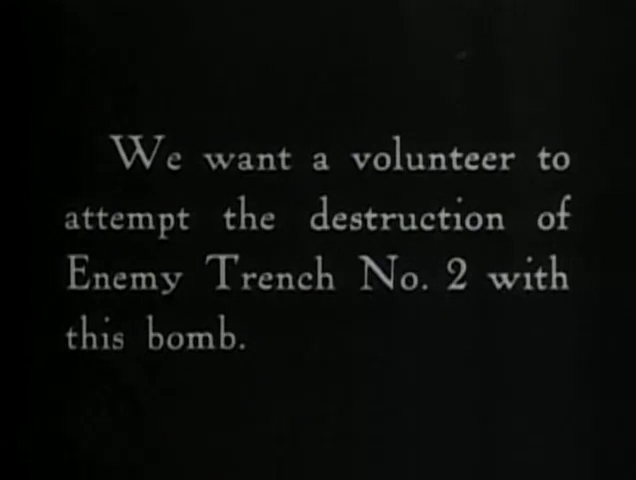 We want a volunteer to
attempt the destruction of
Enemy Trench No. 2 with
this bomb.